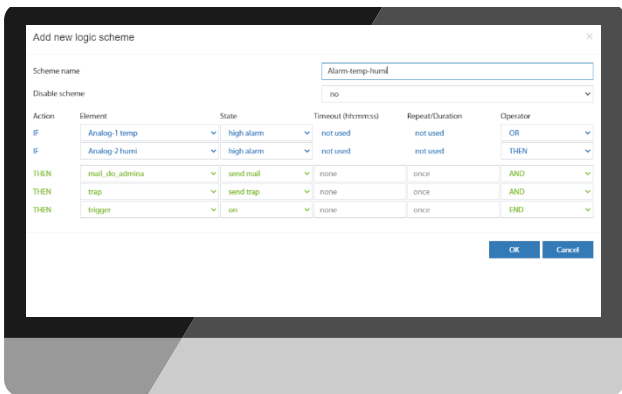 Add new logic scheme ×
Scheme name Alarm-temp-humi
Disable scheme no
Action Element State Timeout (hh:mm:ss) Repeat/Duration Operator
IF Analog-1 temp high alarm not used not used OR
IF Analog-2 humi high alarm not used not used THEN
THEN mail_do_admina send mail none once AND
THEN trap send trap none once AND
THEN trigger on none once END
OK Cancel